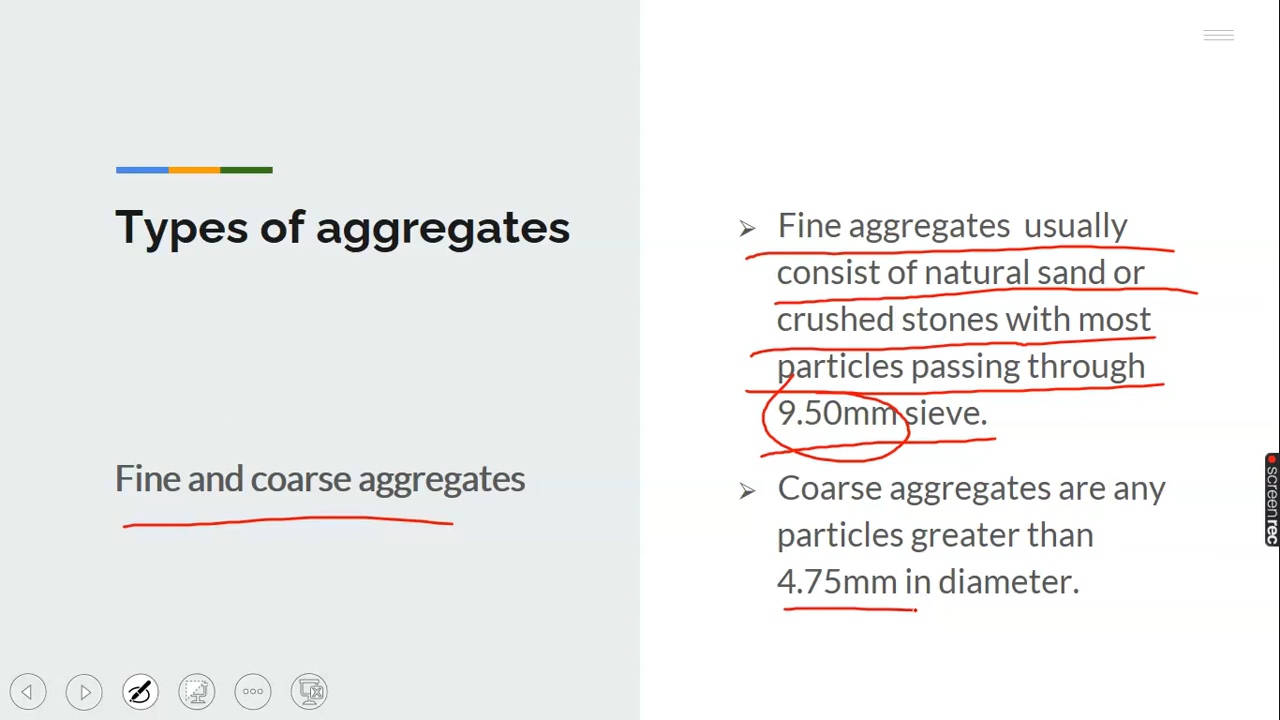 Types of aggregates
Fine and coarse aggregates
➢ Fine aggregates usually
consist of natural sand or
crushed stones with most
particles passing through
9.50mm sieve.
➢ Coarse aggregates are any
particles greater than
4.75mm in diameter.
screenrec